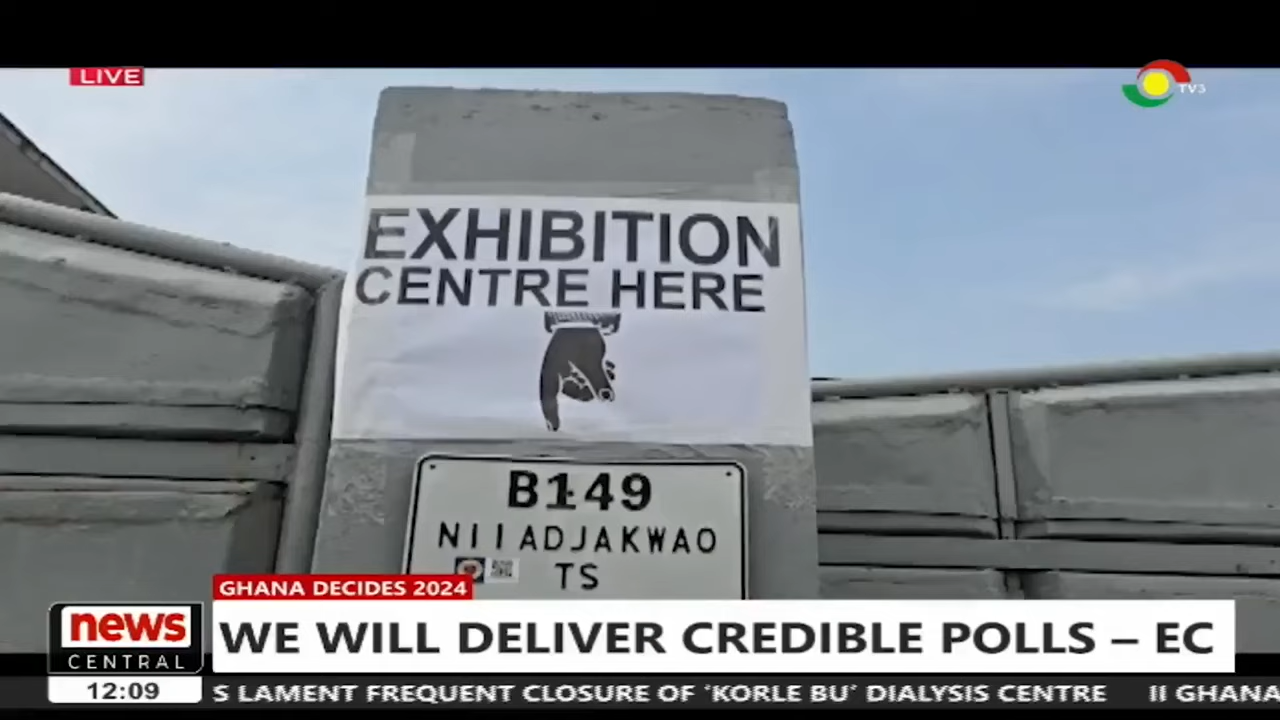 LIVE
TV3
EXHIBITION
CENTRE HERE
B149
NIIADJAKWAO
TS
GHANA DECIDES 2024
news
CENTRAL
WE WILL DELIVER CREDIBLE POLLS – EC
12:09
S LAMENT FREQUENT CLOSURE OF 'KORLE BU' DIALYSIS CENTRE II GHANA